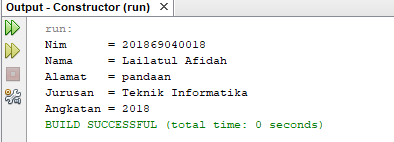 Output - Constructor (run) ×
run:
Nim = 201869040018
Nama = Lailatul Afidah
Alamat = pandaan
Jurusan = Teknik Informatika
Angkatan = 2018
BUILD SUCCESSFUL (total time: 0 seconds)